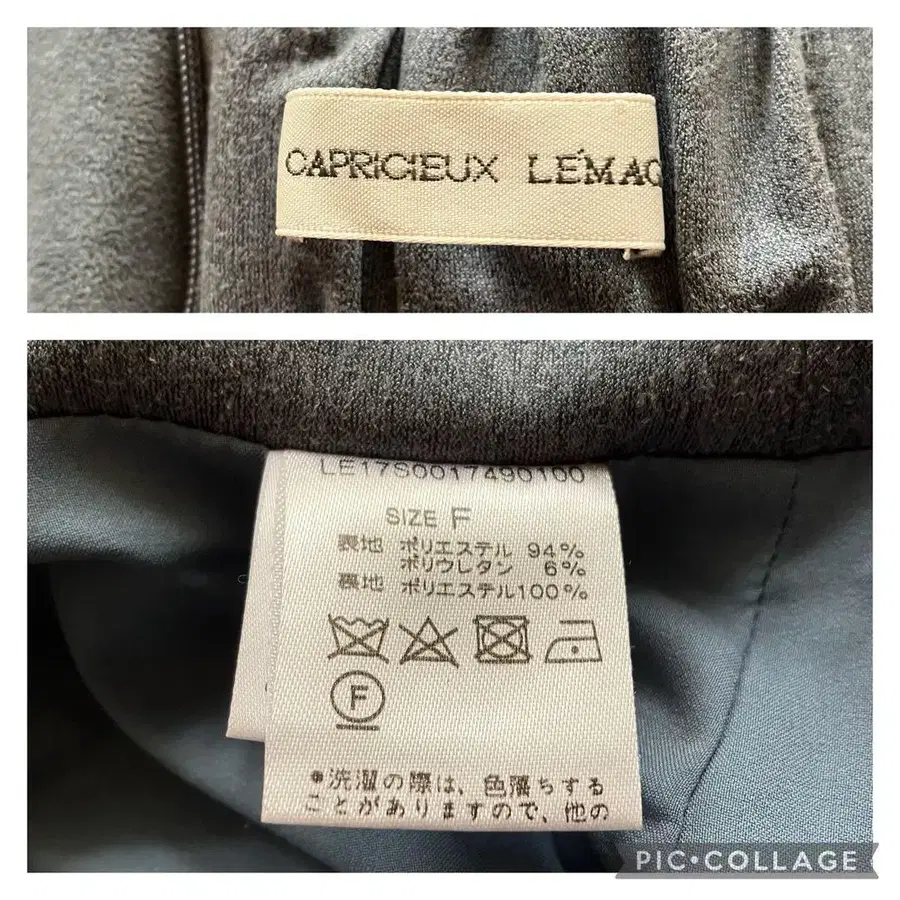 CAPRICIEUX LÉMAG
LE17S0017490100
SIZE F
表地 ポリエステル 94%
ポリウレタン 6%
裏地 ポリエステル100%
F
●洗濯の際は、色落ちする
ことがありますので、他の
PIC•COLLAGE